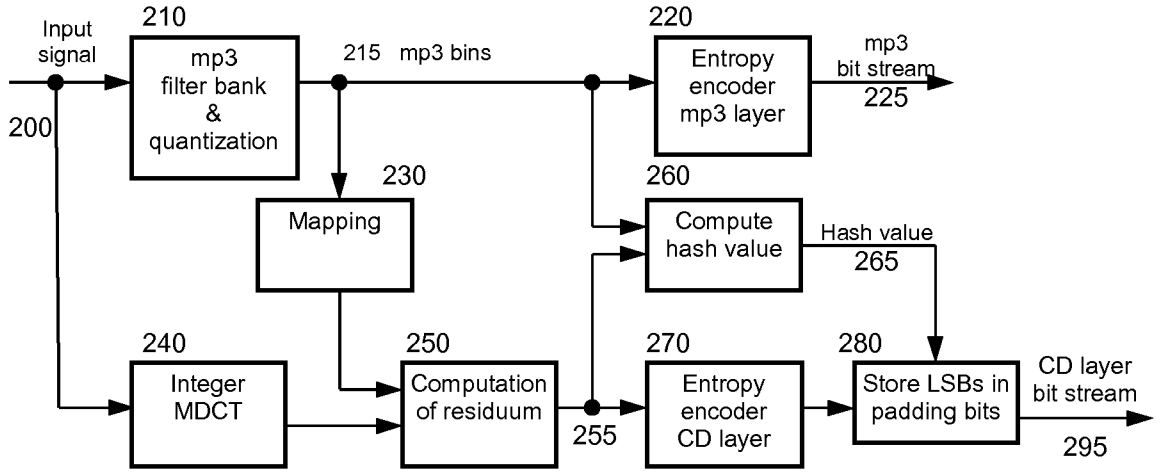 Input
signal
200
210
mp3
filter bank
&
quantization
215 mp3 bins
220
Entropy
encoder
mp3 layer
mp3
bit stream
225
230
Mapping
260
Compute
hash value
Hash value
265
240
Integer
MDCT
250
Computation
of residuum
255
270
Entropy
encoder
CD layer
280
Store LSBs in
padding bits
CD layer
bit stream
295